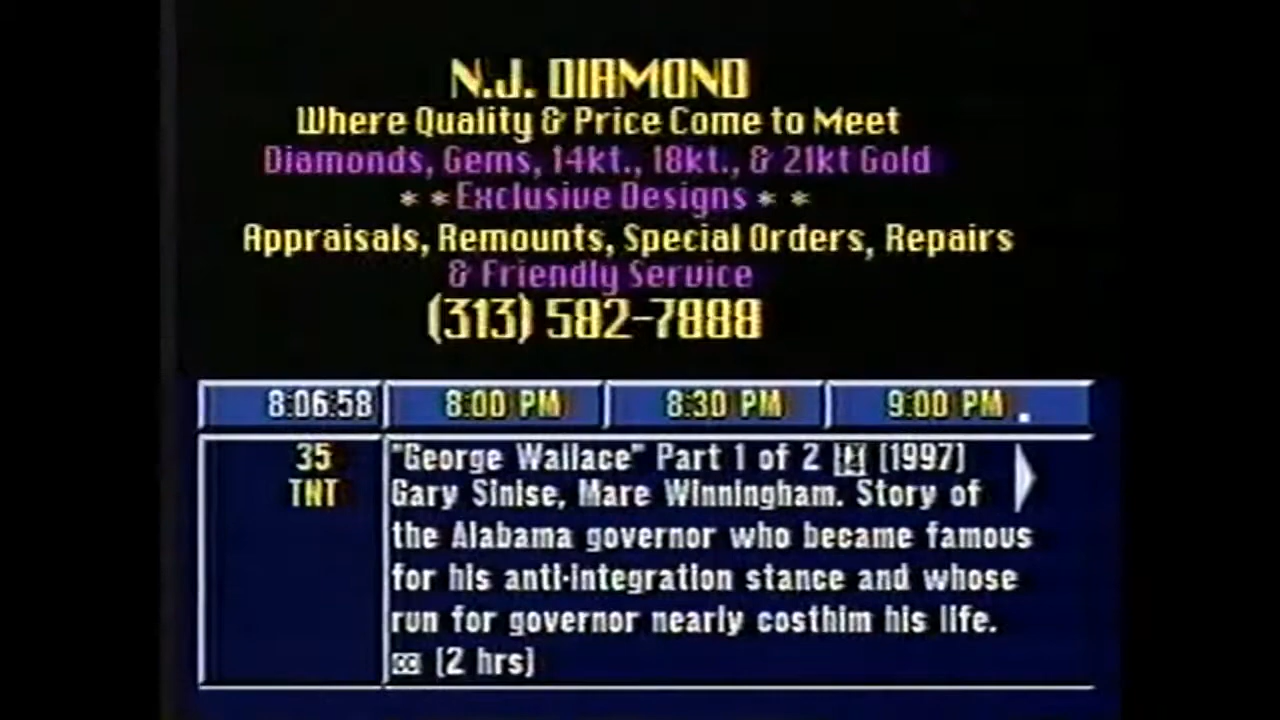 N.J. DIAMOND
Where Quality & Price Come to Meet
Diamonds, Gems, 14kt., 18kt., & 21kt Gold
* * Exclusive Designs * *
Appraisals, Remounts, Special Orders, Repairs
& Friendly Service
(313) 582-7888
8:06:58 8:00 PM 8:30 PM 9:00 PM
35 "George Wallace" Part 1 of 2 (1997)
TNT Gary Sinise, Mare Winningham. Story of
the Alabama governor who became famous
for his anti-integration stance and whose
run for governor nearly costhim his life.
CC (2 hrs)